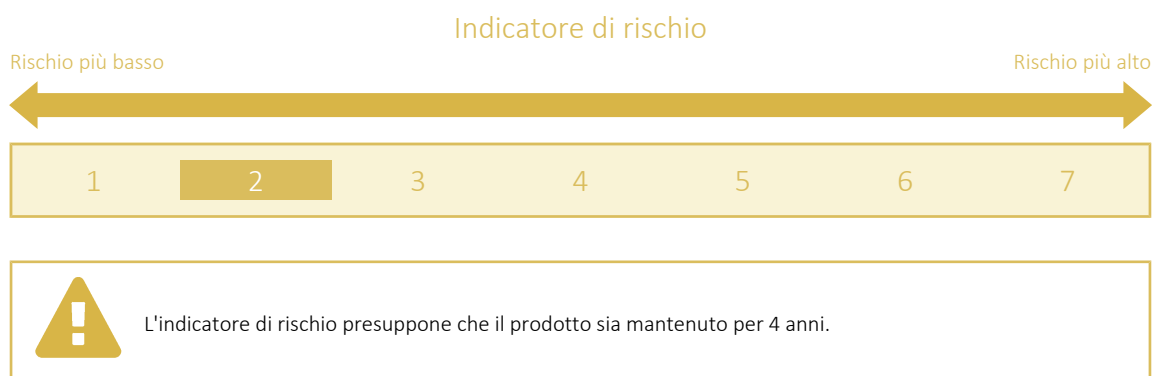 Indicatore di rischio
Rischio più basso Rischio più alto
1 2 3 4 5 6 7
L'indicatore di rischio presuppone che il prodotto sia mantenuto per 4 anni.